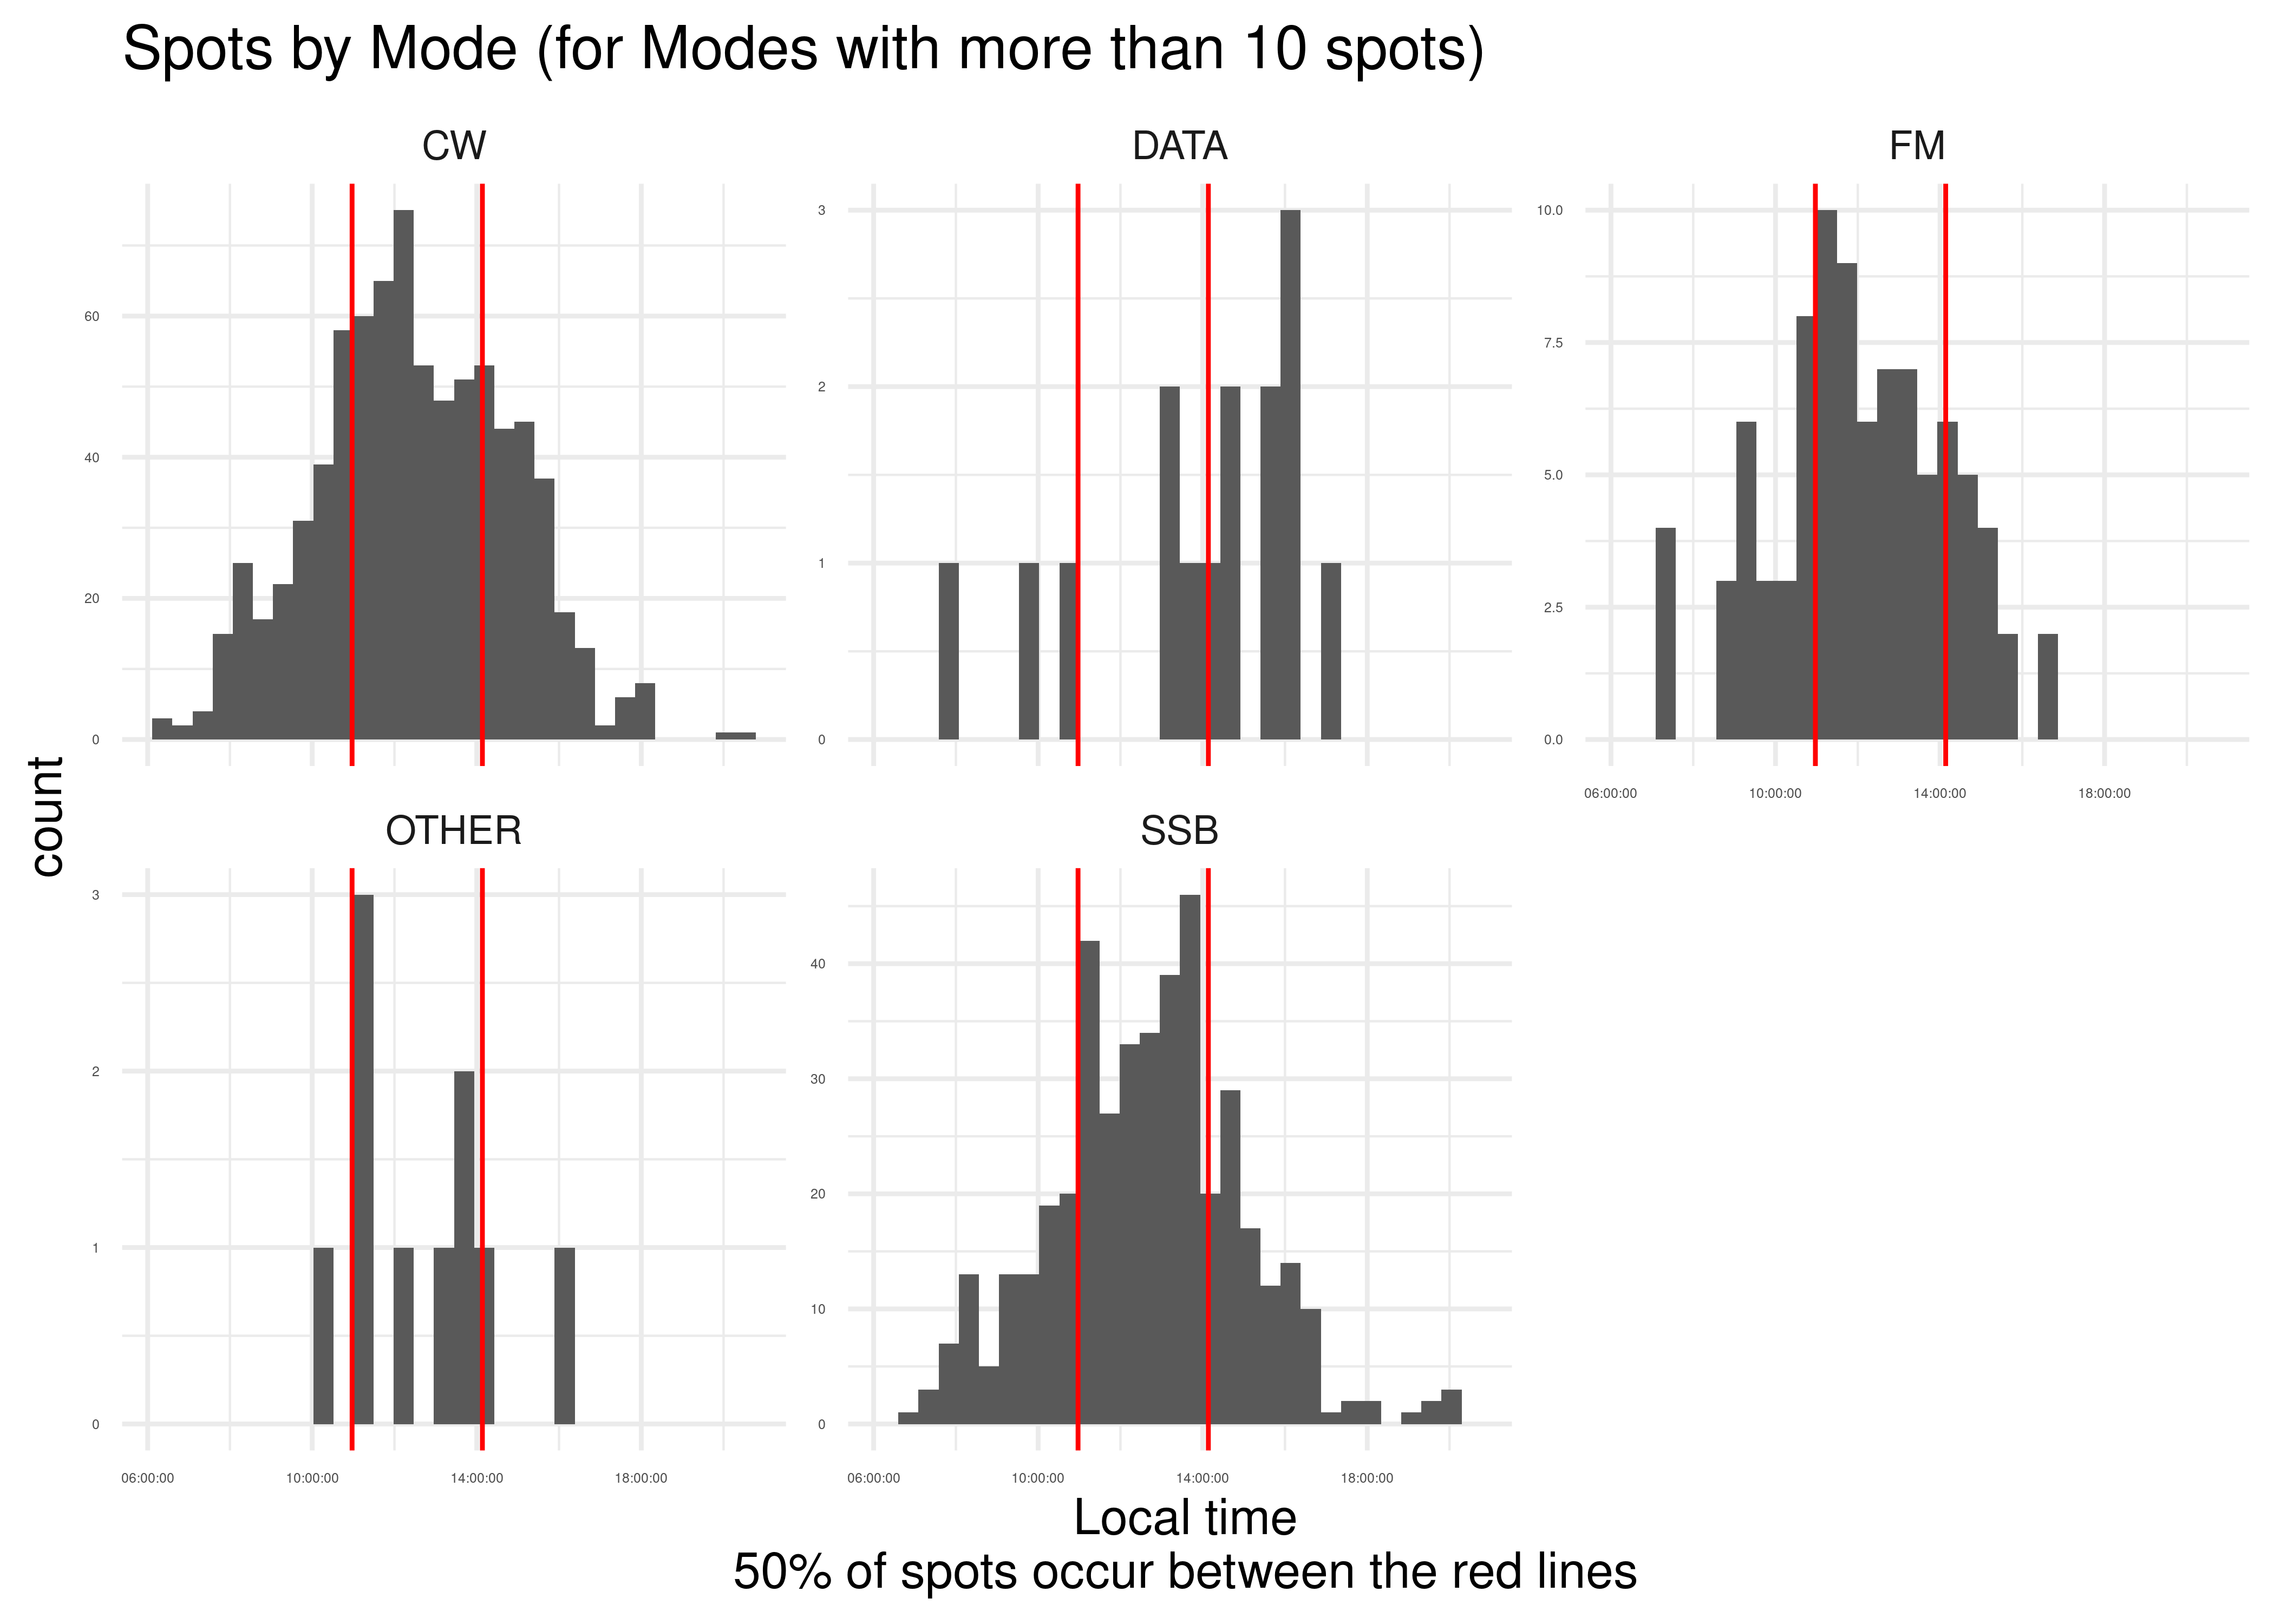 Spots by Mode (for Modes with more than 10 spots)
CW
DATA
FM
60
40
20
0
3
2
1
0
10.0
7.5
5.0
2.5
0.0
06:00:00 10:00:00 14:00:00 18:00:00
count
OTHER
SSB
3
2
1
0
40
30
20
10
0
06:00:00 10:00:00 14:00:00 18:00:00
06:00:00 10:00:00 14:00:00 18:00:00
Local time
50% of spots occur between the red lines